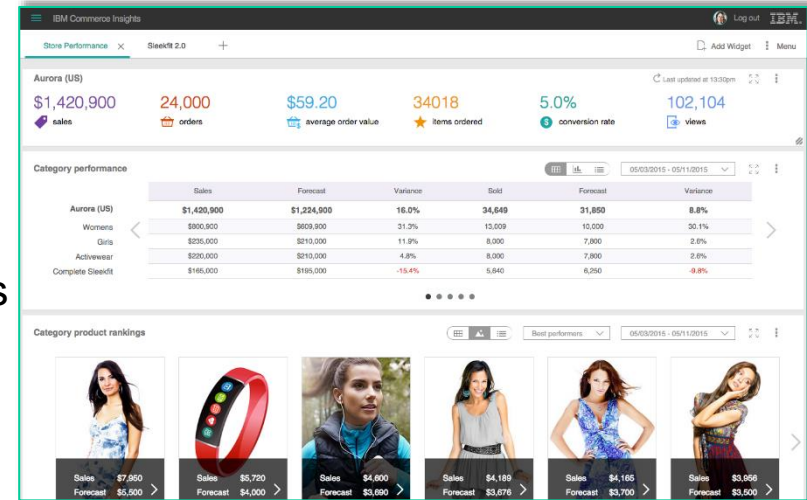 IBM Commerce Insights Log out IBM
Store Performance × Sleekfit 2.0 + Add Widget Menu
Aurora (US) Last updated at 13:30pm
$1,420,900 24,000 $59.20 34018 5.0% 102,104
sales orders average order value items ordered conversion rate views
Category performance 05/03/2015 - 05/11/2015
Sales Forecast Variance Sold Forecast Variance
Aurora (US) $1,420,900 $1,224,900 16.0% 34,649 31,850 8.8%
Womens $800,900 $609,900 31.3% 13,009 10,000 30.1%
Girls $235,000 $210,000 11.9% 8,000 7,800 2.6%
Activewear $220,000 $210,000 4.8% 8,000 7,800 2.6%
Complete Sleekfit $165,000 $195,000 -15.4% 5,640 6,250 -9.8%
s
Category product rankings Best performers 05/03/2015 - 05/11/2015
Sales $7,950 Sales $5,720 Sales $4,600 Sales $4,189 Sales $4,165 Sales $3,956
Forecast $5,500 Forecast $4,000 Forecast $3,690 Forecast $3,676 Forecast $3,700 Forecast $3,500